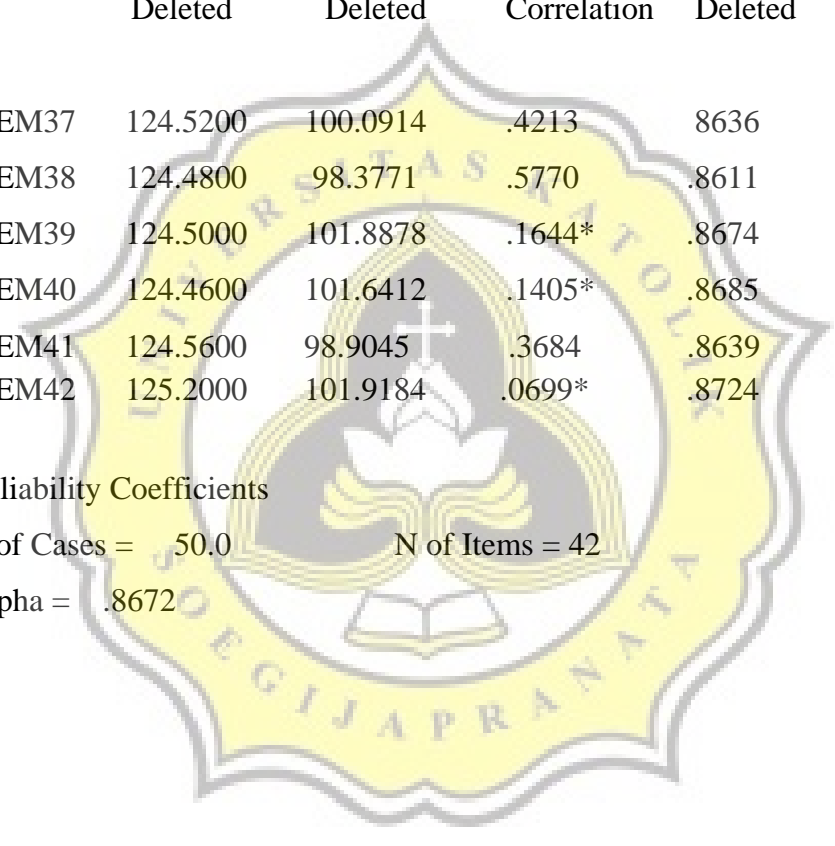 Deleted Deleted Correlation Deleted
EM37 124.5200 100.0914 .4213 8636
EM38 124.4800 98.3771 .5770 .8611
EM39 124.5000 101.8878 .1644* .8674
EM40 124.4600 101.6412 .1405* .8685
EM41 124.5600 98.9045 .3684 .8639
EM42 125.2000 101.9184 .0699* .8724
liability Coefficients
of Cases = 50.0 N of Items = 42
pha = .8672
UNIVERSITAS KATOLIK
SOEGIJAPRANATA